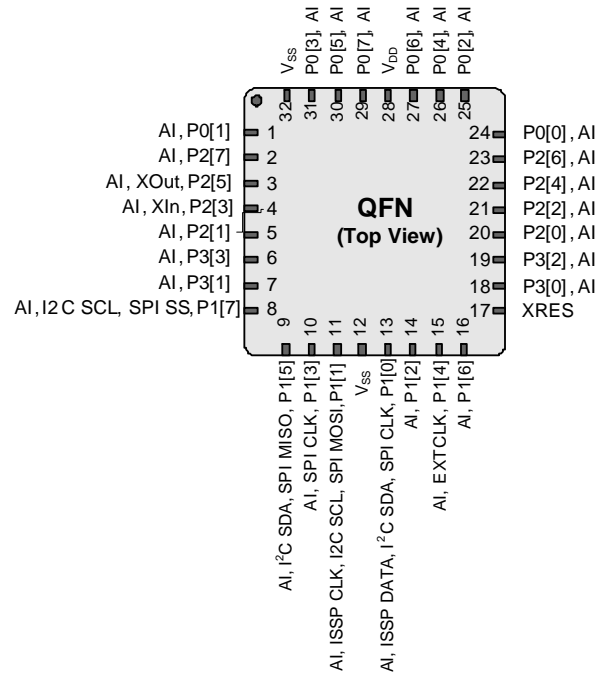 VSS
P0[3], AI
P0[5], AI
P0[7], AI
VDD
P0[6], AI
P0[4], AI
P0[2], AI
32
31
30
29
28
27
26
25
AI, P0[1]
1
AI, P2[7]
2
AI, XOut, P2[5]
3
AI, XIn, P2[3]
4
AI, P2[1]
5
AI, P3[3]
6
AI, P3[1]
7
AI, I2C SCL, SPI SS, P1[7]
8
QFN
(Top View)
24
P0[0], AI
23
P2[6], AI
22
P2[4], AI
21
P2[2], AI
20
P2[0], AI
19
P3[2], AI
18
P3[0], AI
17
XRES
9
10
11
12
13
14
15
16
AI, I²C SDA, SPI MISO, P1[5]
AI, SPI CLK, P1[3]
AI, ISSP CLK, I2C SCL, SPI MOSI, P1[1]
VSS
AI, ISSP DATA, I²C SDA, SPI CLK, P1[0]
AI, P1[2]
AI, EXTCLK, P1[4]
AI, P1[6]